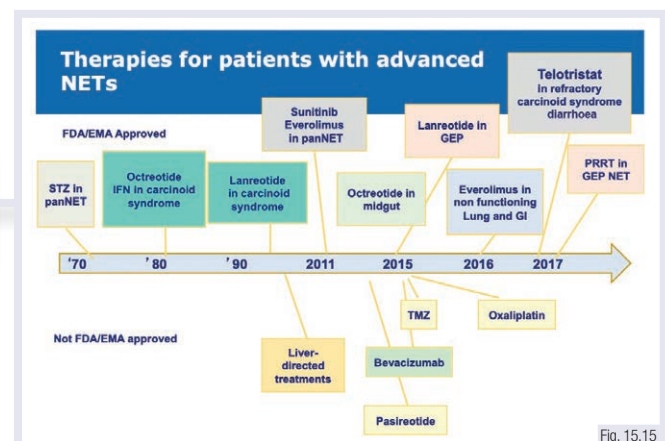 Therapies for patients with advanced
NETs
FDA/EMA Approved
STZ in
panNET
Octreotide
IFN in carcinoid
syndrome
Lanreotide
in carcinoid
syndrome
Sunitinib
Everolimus
in panNET
Octreotide in
midgut
Lanreotide in
GEP
Everolimus in
non functioning
Lung and GI
Telotristat
in refractory
carcinoid syndrome
diarrhoea
PRRT in
GEP NET
'70
' 80
' 90
2011
2015
2016
2017
Not FDA/EMA approved
Liver-
directed
treatments
TMZ
Oxaliplatin
Bevacizumab
Pasireotide
Fig. 15.15